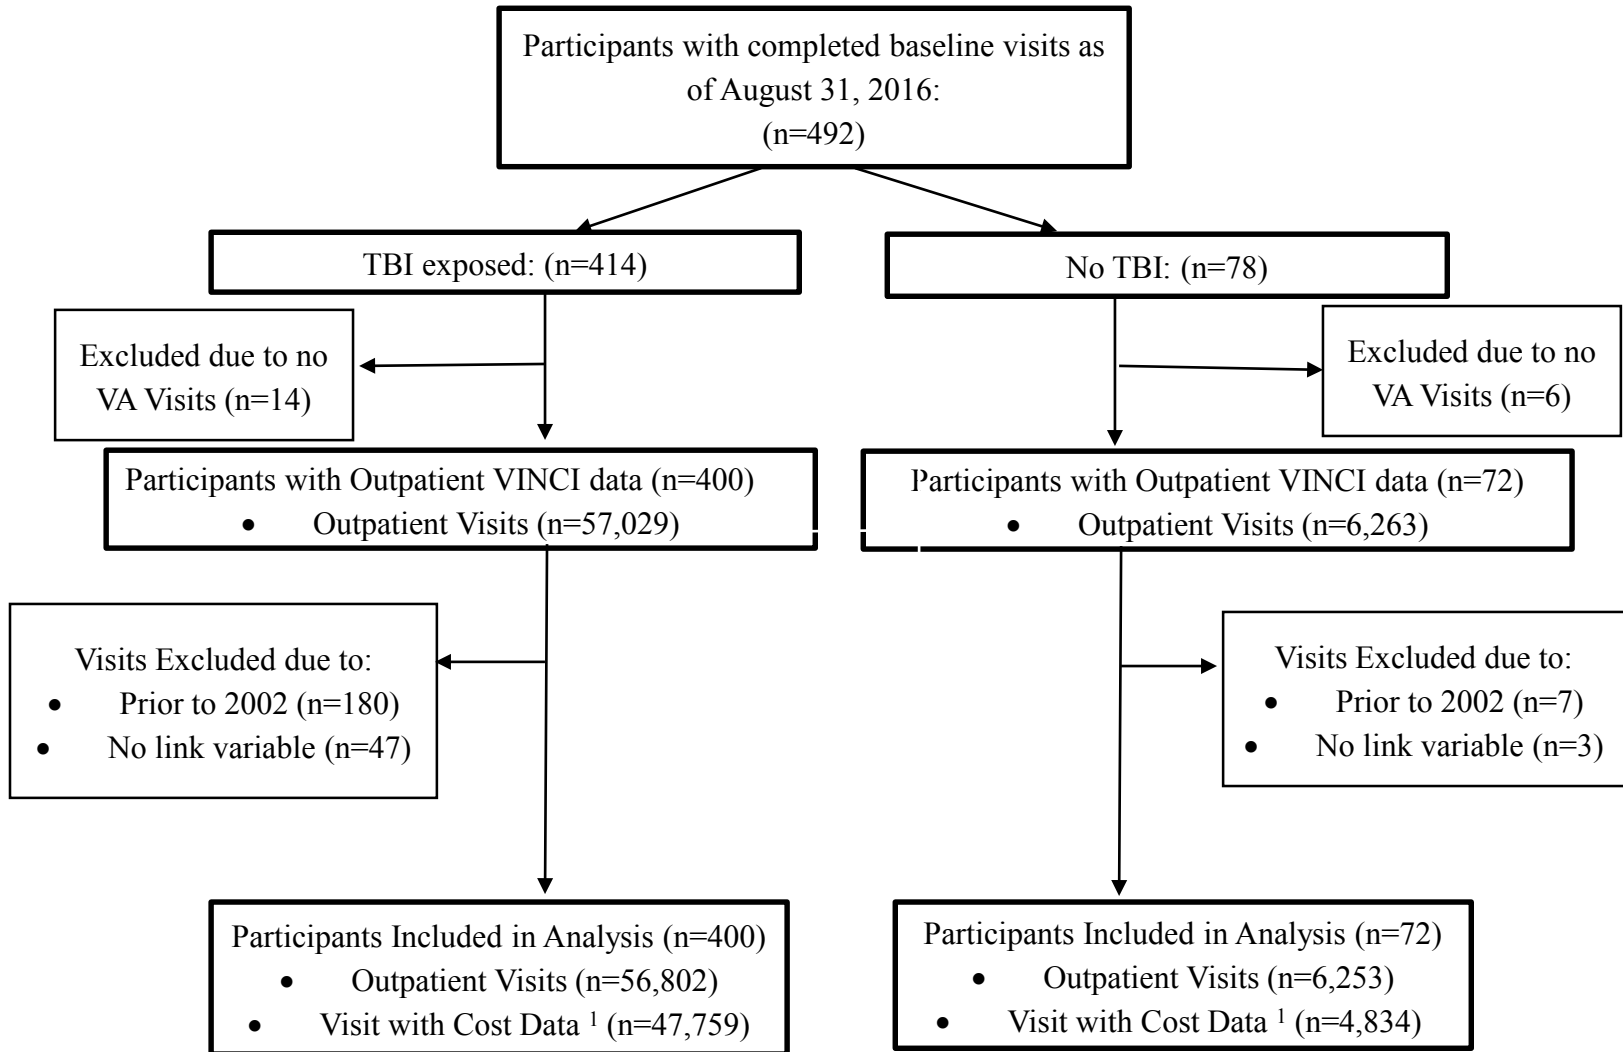 Participants with completed baseline visits as
of August 31, 2016:
(n=492)
TBI exposed: (n=414)
No TBI: (n=78)
Excluded due to no
VA Visits (n=14)
Excluded due to no
VA Visits (n=6)
Participants with Outpatient VINCI data (n=400)
• Outpatient Visits (n=57,029)
Participants with Outpatient VINCI data (n=72)
• Outpatient Visits (n=6,263)
Visits Excluded due to:
• Prior to 2002 (n=180)
• No link variable (n=47)
Visits Excluded due to:
• Prior to 2002 (n=7)
• No link variable (n=3)
Participants Included in Analysis (n=400)
• Outpatient Visits (n=56,802)
• Visit with Cost Data ¹ (n=47,759)
Participants Included in Analysis (n=72)
• Outpatient Visits (n=6,253)
• Visit with Cost Data ¹ (n=4,834)